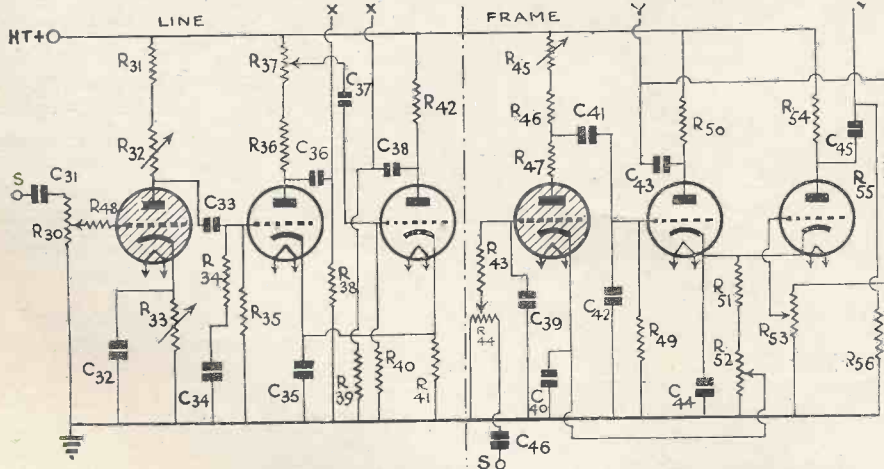 LINE
X X
FRAME
Y
HT+
R31
R37
C37
R42
R45
R46
C41
R50
R54
R32
R36
C36
C38
R47
C43
C45
R55
S
C31
R30
R48
C33
R34
R33
R35
R38
R43
R44
C39
C42
R49
R51
R52
R53
R56
C32
C34
C35
R39
R40
R41
C40
C44
C46
S